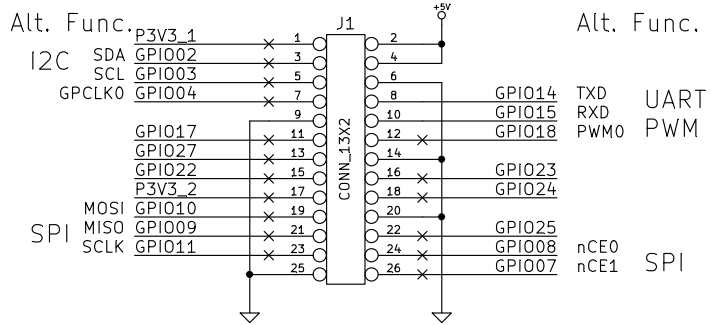 Alt. Func. J1 +5V Alt. Func.
P3V3_1 1 2
I2C SDA GPIO02 3 4
SCL GPIO03 5 6
GPCLK0 GPIO04 7 8 GPIO14 TXD UART
9 10 GPIO15 RXD
GPIO17 11 12 GPIO18 PWM0 PWM
GPIO27 13 14
GPIO22 15 16 GPIO23
P3V3_2 17 18 GPIO24
MOSI GPIO10 19 20
SPI MISO GPIO09 21 22 GPIO25
SCLK GPIO11 23 24 GPIO08 nCE0
25 26 GPIO07 nCE1 SPI
CONN_13X2